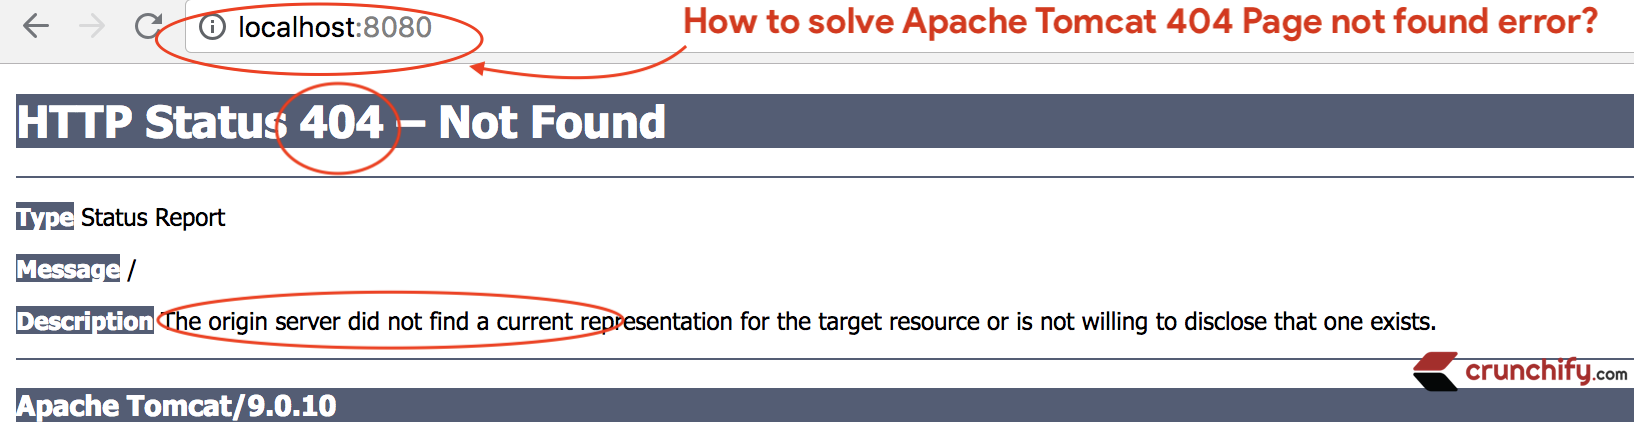 localhost:8080
How to solve Apache Tomcat 404 Page not found error?
HTTP Status 404 – Not Found
Type Status Report
Message /
Description The origin server did not find a current representation for the target resource or is not willing to disclose that one exists.
crunchify.com
Apache Tomcat/9.0.10